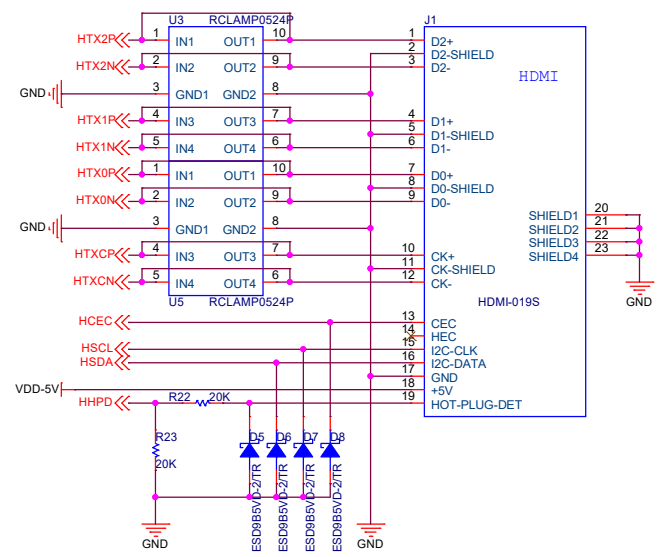 U3 RCLAMP0524P J1
HTX2P 1 IN1 OUT1 10 1 D2+
2 D2-SHIELD
HTX2N 2 IN2 OUT2 9 3 D2-
HDMI
GND 3 GND1 GND2 8
HTX1P 4 IN3 OUT3 7 4 D1+
5 D1-SHIELD
HTX1N 5 IN4 OUT4 6 6 D1-
HTX0P 1 IN1 OUT1 10 7 D0+
8 D0-SHIELD
HTX0N 2 IN2 OUT2 9 9 D0-
SHIELD1 20
GND 3 GND1 GND2 8
SHIELD2 21
SHIELD3 22
HTXCP 4 IN3 OUT3 7 10 CK+
SHIELD4 23
11 CK-SHIELD
HTXCN 5 IN4 OUT4 6 12 CK-
U5 RCLAMP0524P HDMI-019S GND
HCEC 13 CEC
14 HEC
HSCL 15 I2C-CLK
HSDA 16 I2C-DATA
17 GND
VDD-5V 18 +5V
HHPD R22 20K 19 HOT-PLUG-DET
R23 D5 D6 D7 D8
20K
ESD9B5VD-2/TR
ESD9B5VD-2/TR
ESD9B5VD-2/TR
ESD9B5VD-2/TR
GND GND